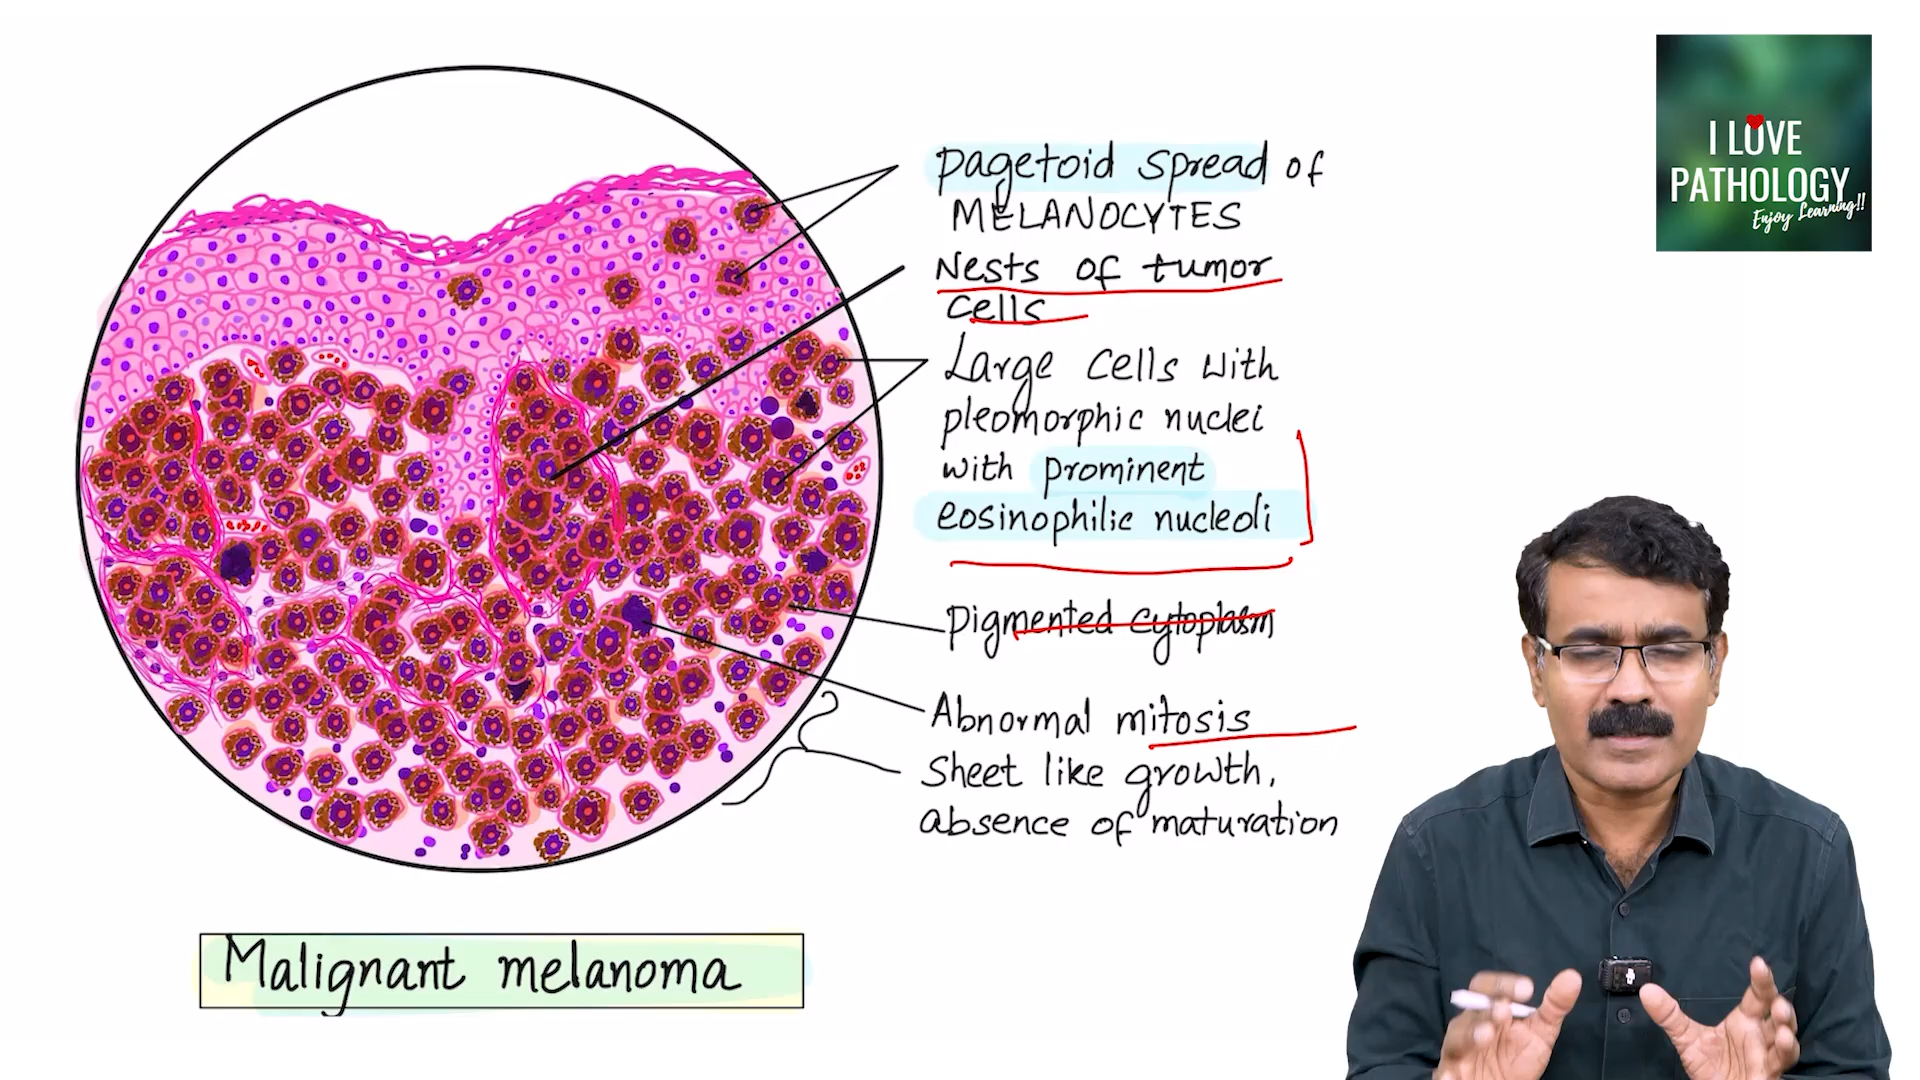 I LOVE
PATHOLOGY
Enjoy Learning!!
Pagetoid spread of
MELANOCYTES
Nests of tumor
cells
Large cells with
pleomorphic nuclei
with prominent
eosinophilic nucleoli
Pigmented cytoplasm
Abnormal mitosis
Sheet like growth,
absence of maturation
Malignant melanoma